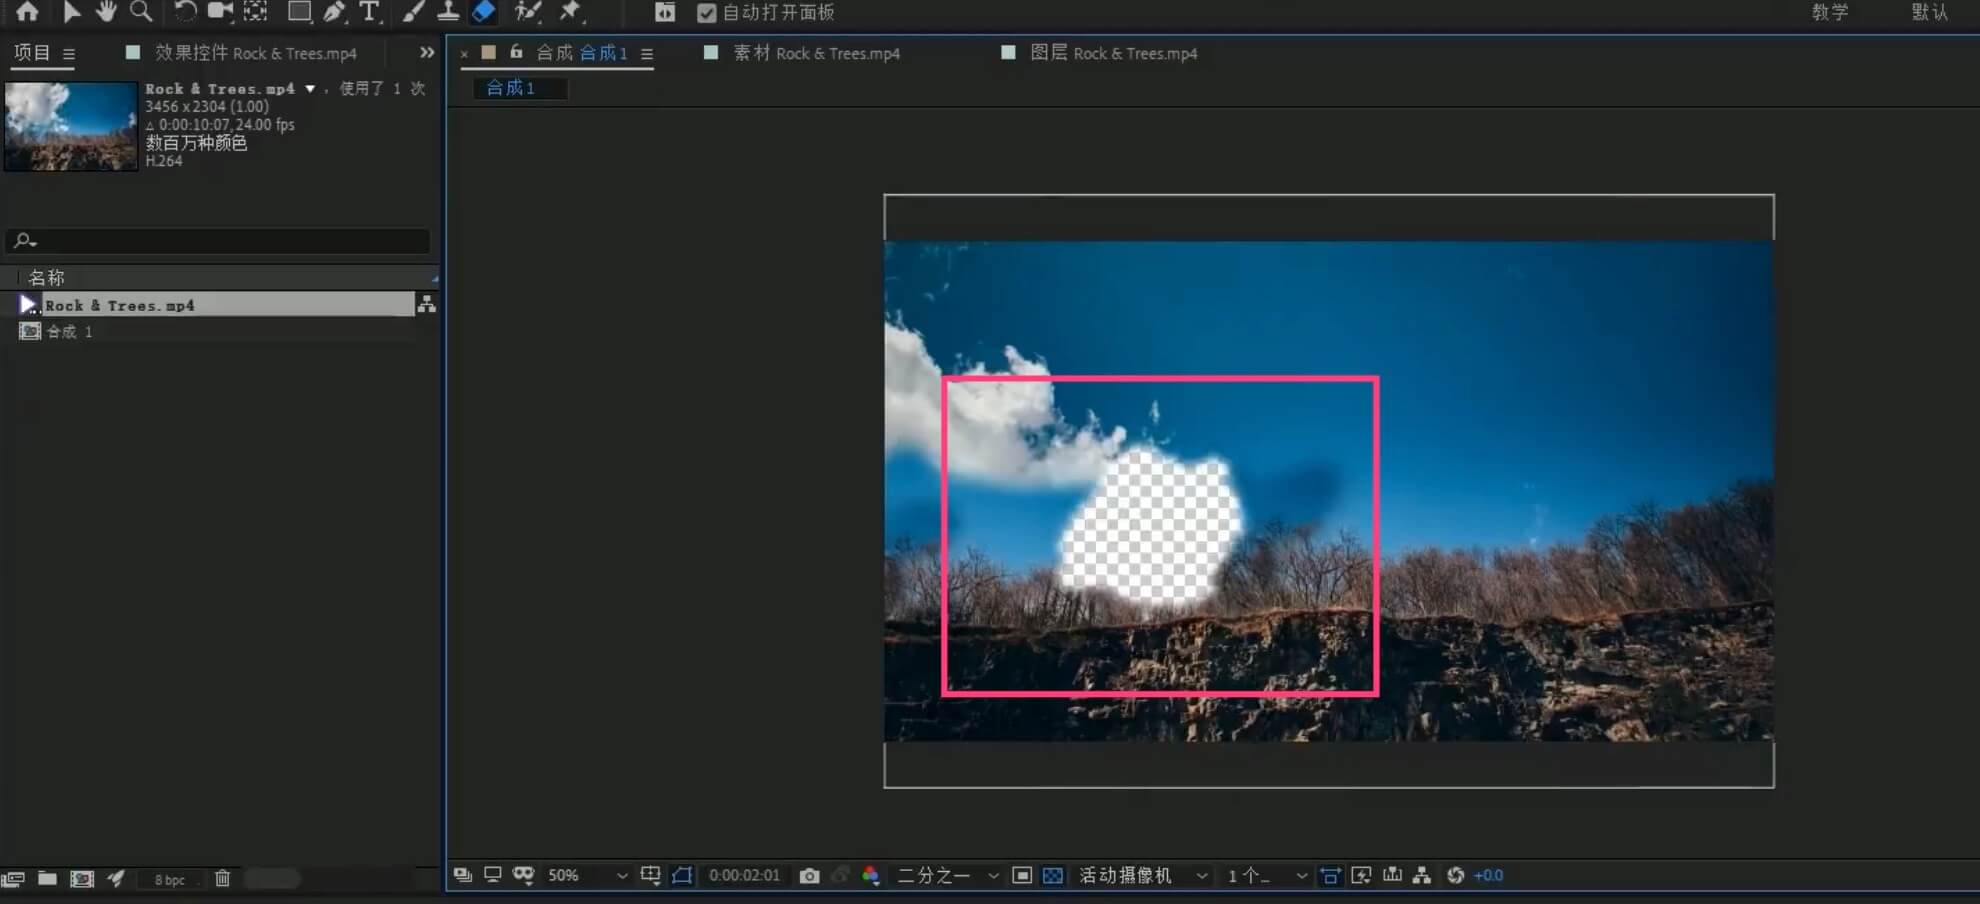 自动打开面板
教学
默认
项目
效果控件 Rock & Trees.mp4
合成 合成1
素材 Rock & Trees.mp4
图层 Rock & Trees.mp4
合成1
Rock & Trees.mp4 ，使用了 1 次
3456 x 2304 (1.00)
△ 0:00:10:07, 24.00 fps
数百万种颜色
H.264
名称
Rock & Trees.mp4
合成 1
8 bpc
50%
0:00:02:01
二分之一
活动摄像机
1个_
+0.0